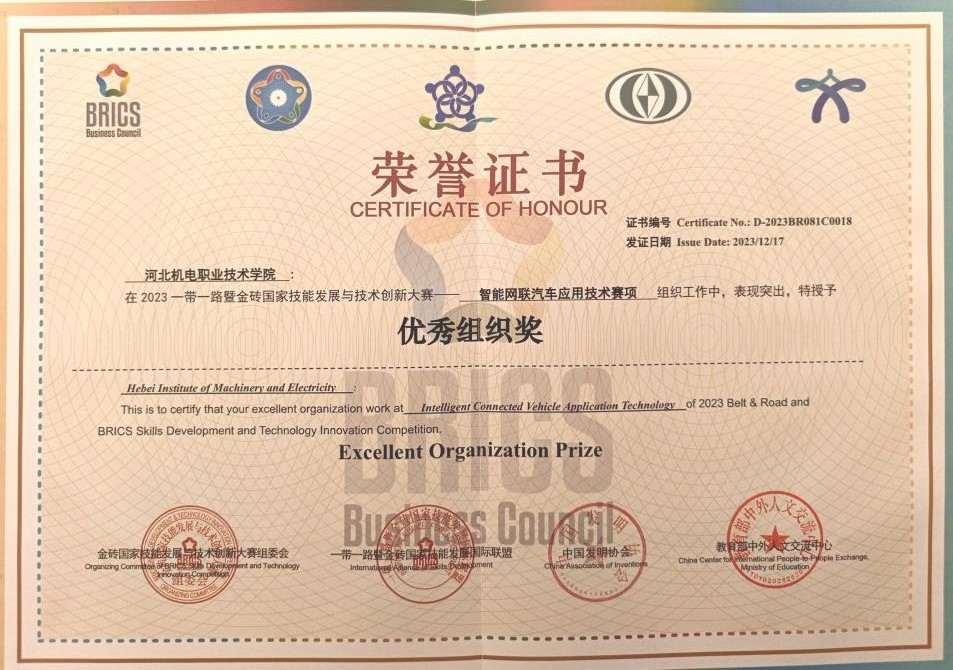 BRICS
Business Council
荣誉证书
CERTIFICATE OF HONOUR
证书编号 Certificate No.: D-2023BR081C0018
发证日期 Issue Date: 2023/12/17
河北机电职业技术学院 :
在 2023 一带一路暨金砖国家技能发展与技术创新大赛—— 智能网联汽车应用技术赛项 组织工作中，表现突出，特授予
优秀组织奖
Hebei Institute of Machinery and Electricity :
This is to certify that your excellent organization work at Intelligent Connected Vehicle Application Technology of 2023 Belt & Road and
BRICS Skills Development and Technology Innovation Competition.
Excellent Organization Prize
BRICS
Business Council
金砖国家技能发展与技术创新大赛组委会
Organizing Committee of BRICS Skills Development and Technology
Innovation Competition
一带一路暨金砖国家技能发展国际联盟
International Alliance of Skills Development
中国发明协会
China Association of Inventions
教育部中外人文交流中心
China Center for International People-to-People Exchange,
Ministry of Education